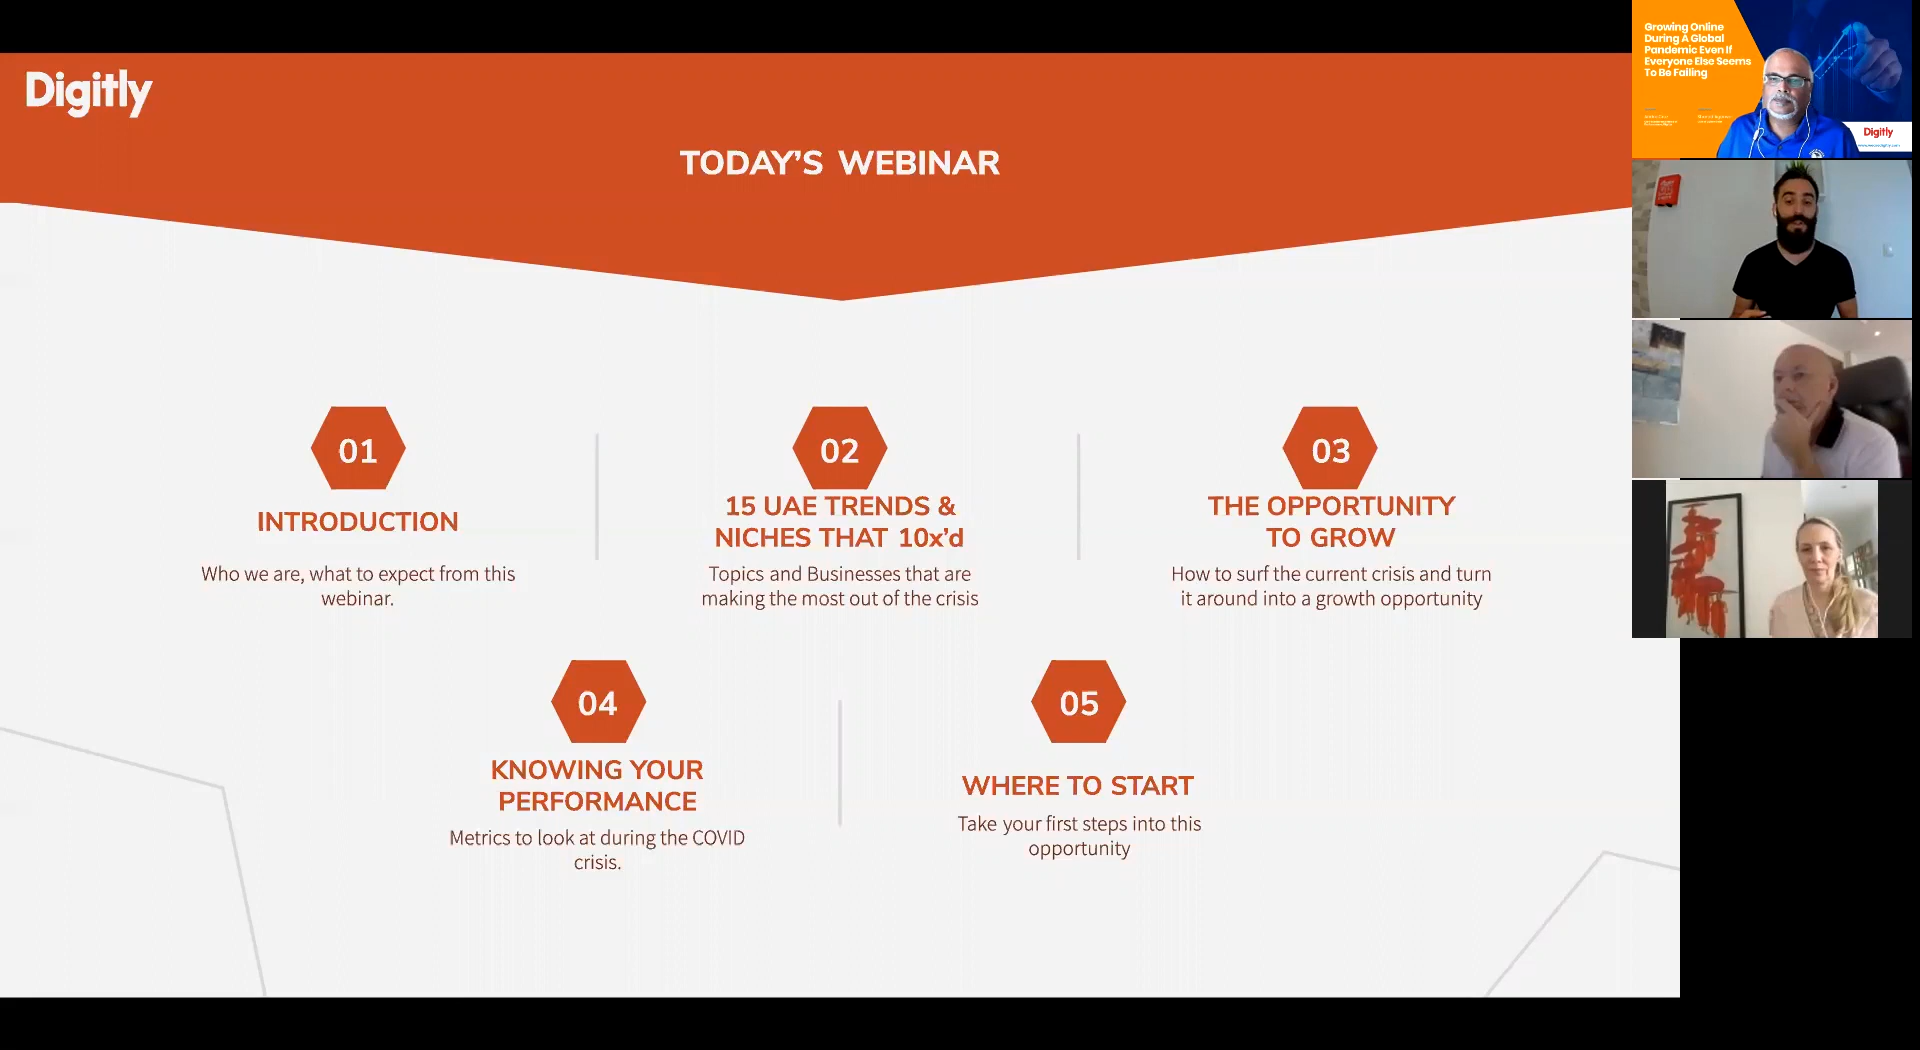 Digitly
TODAY'S WEBINAR
01
INTRODUCTION
Who we are, what to expect from this
webinar.
02
15 UAE TRENDS &
NICHES THAT 10x'd
Topics and Businesses that are
making the most out of the crisis
03
THE OPPORTUNITY
TO GROW
How to surf the current crisis and turn
it around into a growth opportunity
04
KNOWING YOUR
PERFORMANCE
Metrics to look at during the COVID
crisis.
05
WHERE TO START
Take your first steps into this
opportunity
Growing Online
During A Global
Pandemic Even If
Everyone Else Seems
To Be Failing
Digitly